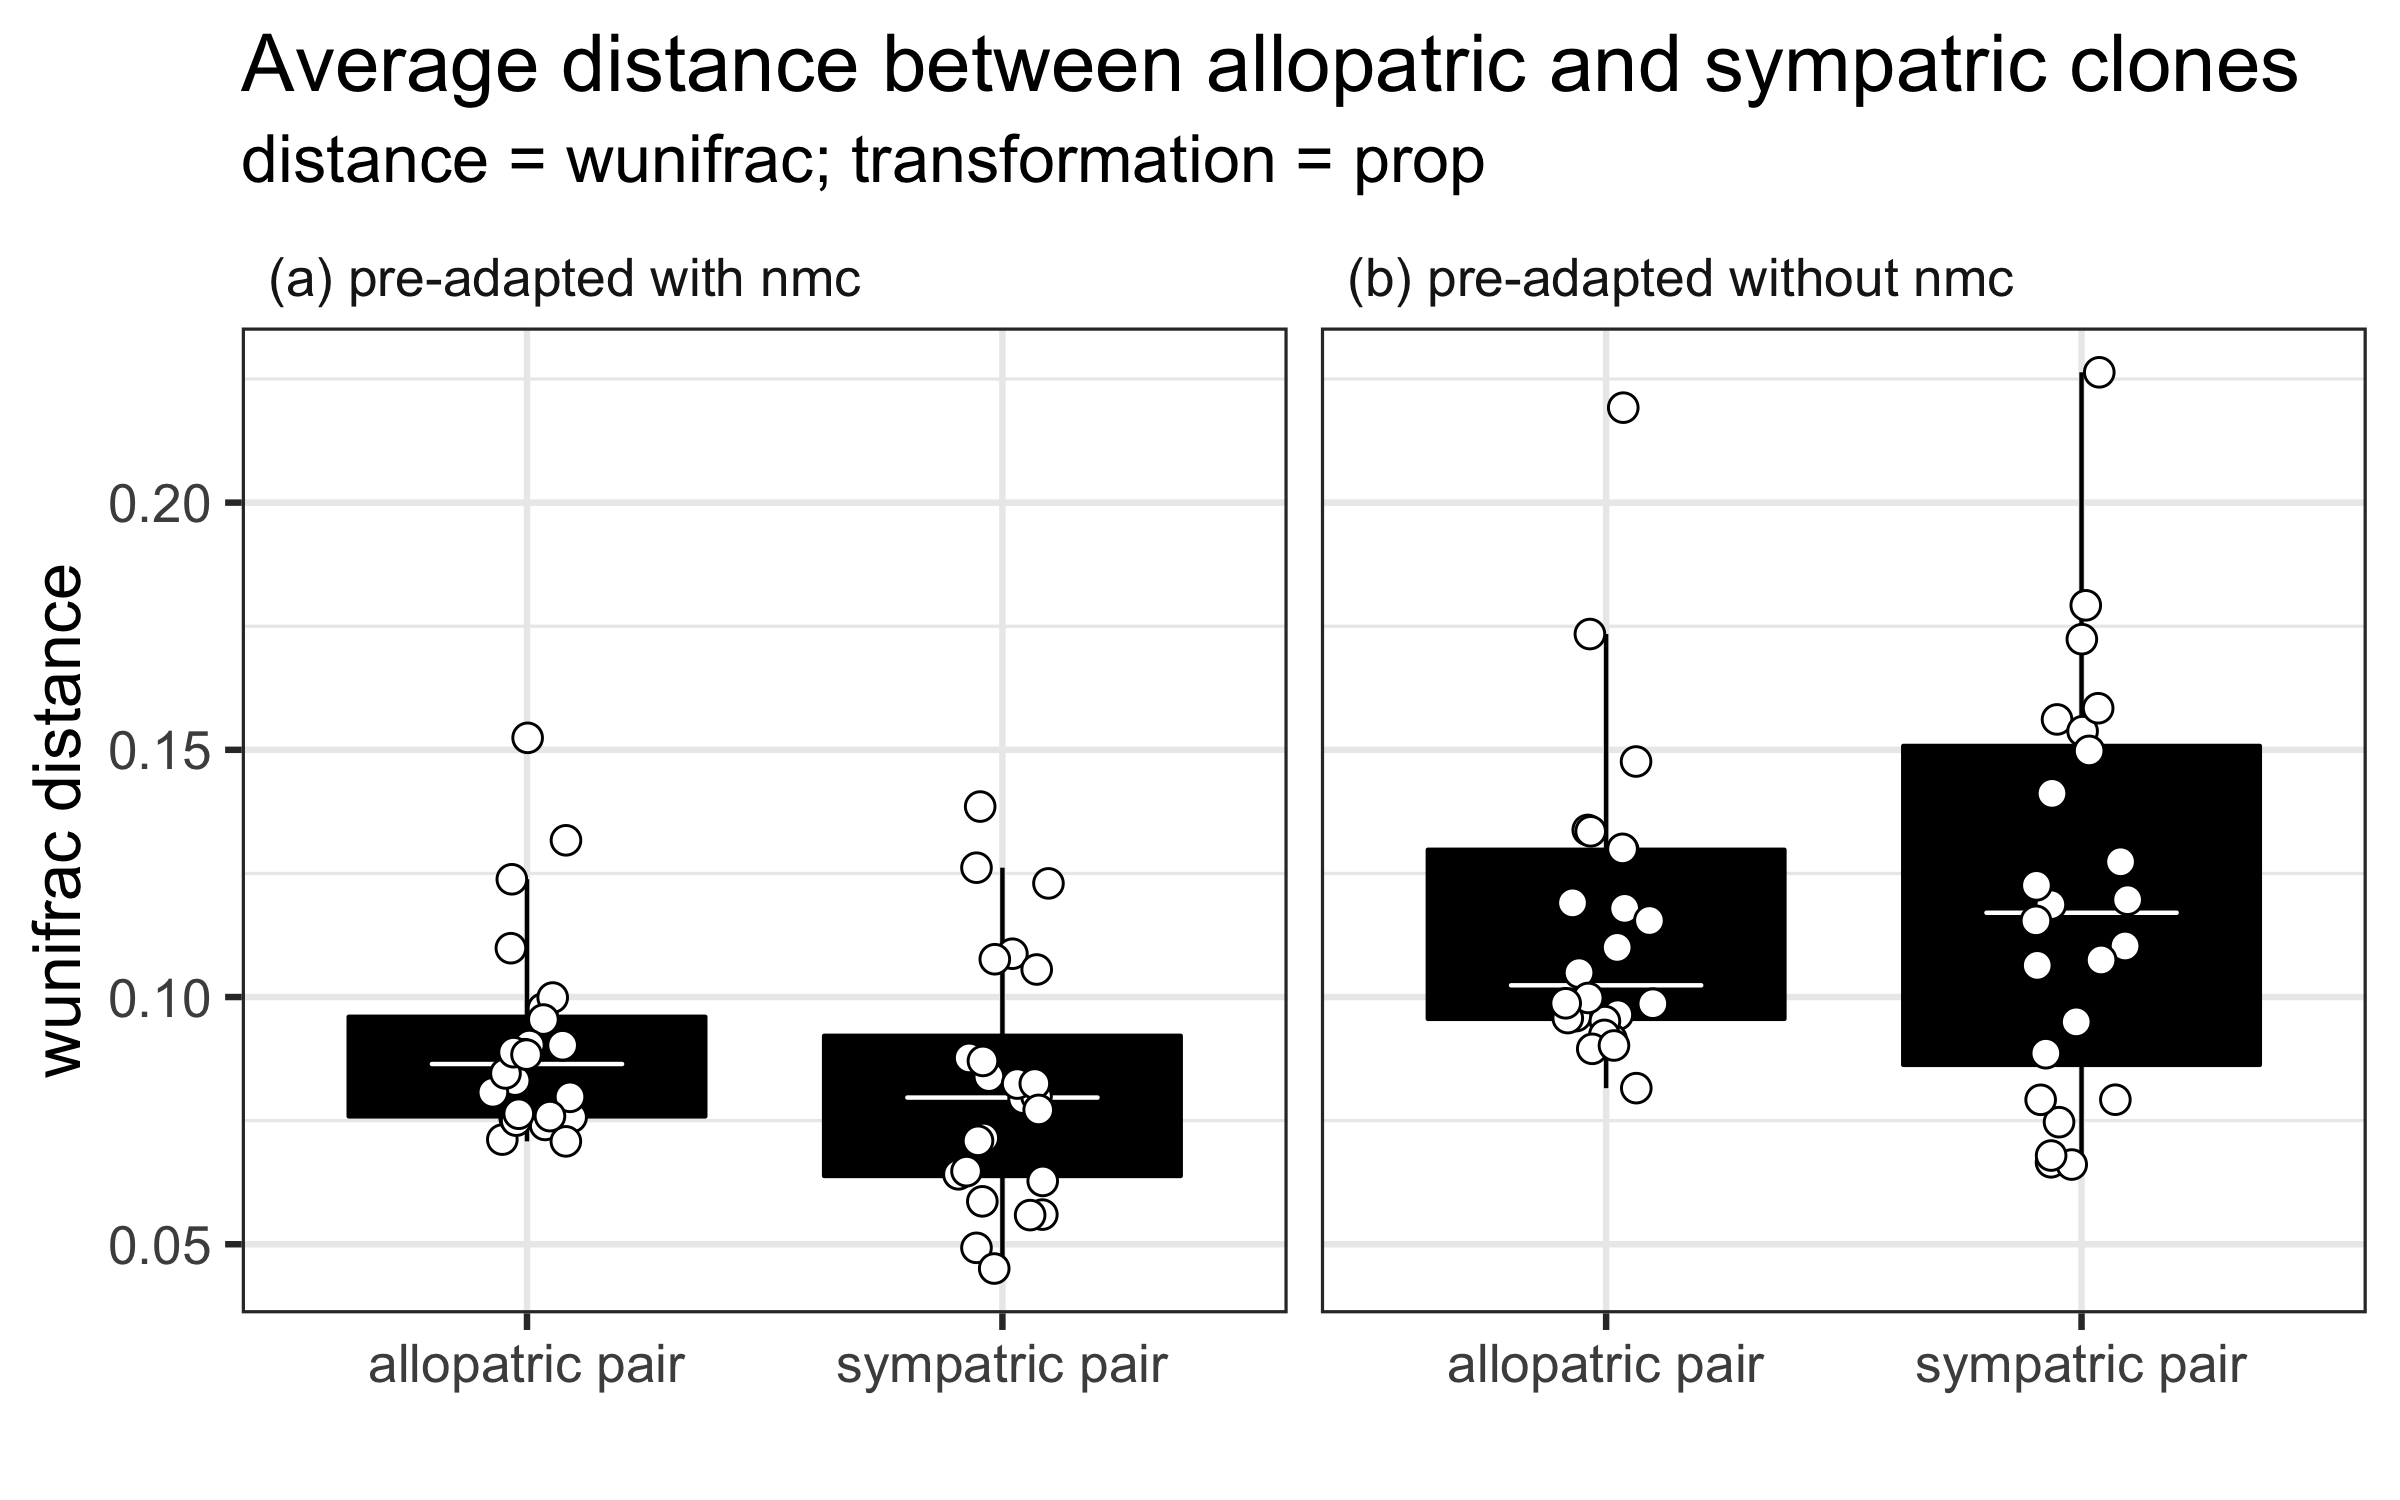 Average distance between allopatric and sympatric clones
distance = wunifrac; transformation = prop
(a) pre-adapted with nmc
(b) pre-adapted without nmc
wunifrac distance
0.20
0.15
0.10
0.05
allopatric pair
sympatric pair
allopatric pair
sympatric pair